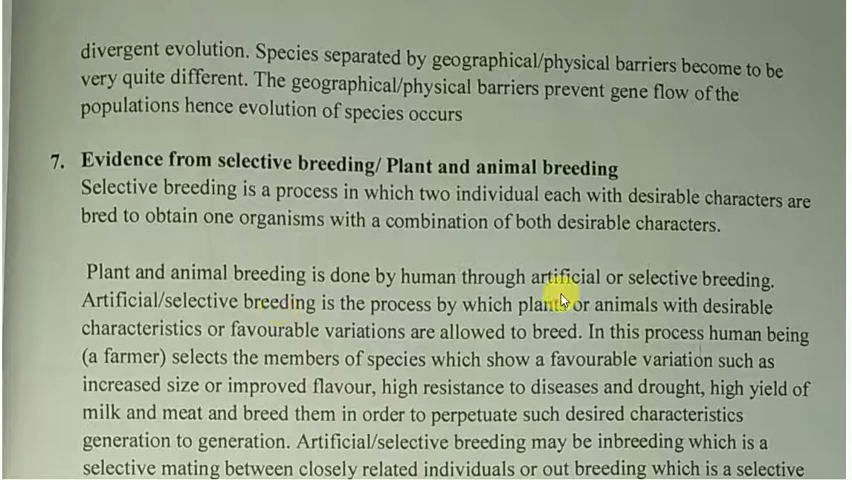 divergent evolution. Species separated by geographical/physical barriers become to be
very quite different. The geographical/physical barriers prevent gene flow of the
populations hence evolution of species occurs
7. Evidence from selective breeding/ Plant and animal breeding
Selective breeding is a process in which two individual each with desirable characters are
bred to obtain one organisms with a combination of both desirable characters.
Plant and animal breeding is done by human through artificial or selective breeding.
Artificial/selective breeding is the process by which plants or animals with desirable
characteristics or favourable variations are allowed to breed. In this process human being
(a farmer) selects the members of species which show a favourable variation such as
increased size or improved flavour, high resistance to diseases and drought, high yield of
milk and meat and breed them in order to perpetuate such desired characteristics
generation to generation. Artificial/selective breeding may be inbreeding which is a
selective mating between closely related individuals or out breeding which is a selective